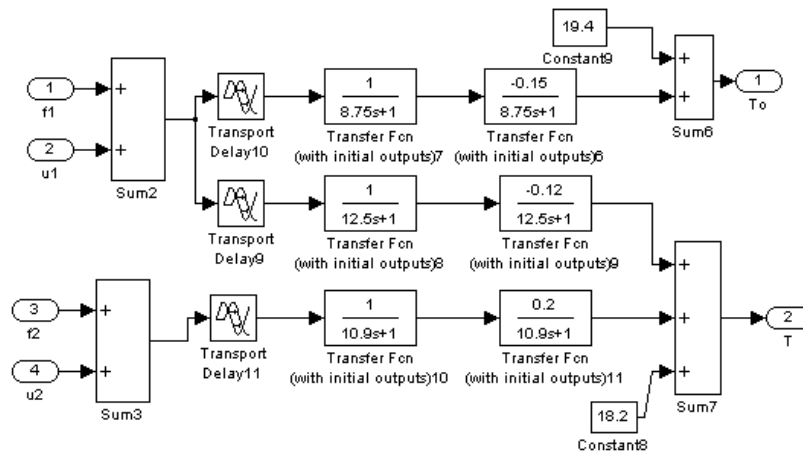 19.4
Constant9
1
f1
2
u1
+
+
Sum2
Transport
Delay10
1
8.75s+1
Transfer Fcn
(with initial outputs)7
-0.15
8.75s+1
Transfer Fcn
(with initial outputs)6
+
+
Sum6
1
To
Transport
Delay9
1
12.5s+1
Transfer Fcn
(with initial outputs)8
-0.12
12.5s+1
Transfer Fcn
(with initial outputs)9
3
f2
4
u2
+
+
Sum3
Transport
Delay11
1
10.9s+1
Transfer Fcn
(with initial outputs)10
0.2
10.9s+1
Transfer Fcn
(with initial outputs)11
+
+
+
Sum7
2
T
18.2
Constant8